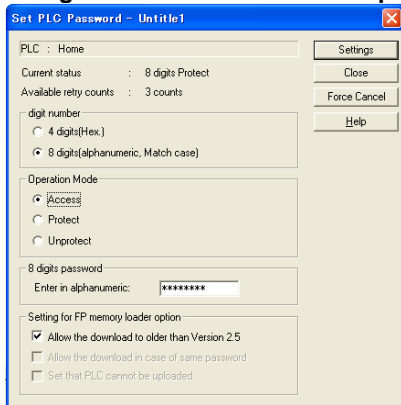 Set PLC Password - Untitle1
PLC : Home
Settings
Current status : 8 digits Protect
Close
Available retry counts : 3 counts
Force Cancel
digit number
Help
4 digits(Hex.)
8 digits(alphanumeric, Match case)
Operation Mode
Access
Protect
Unprotect
8 digits password
Enter in alphanumeric: ********
Setting for FP memory loader option
Allow the download to older than Version 2.5
Allow the download in case of same password
Set that PLC cannot be uploaded